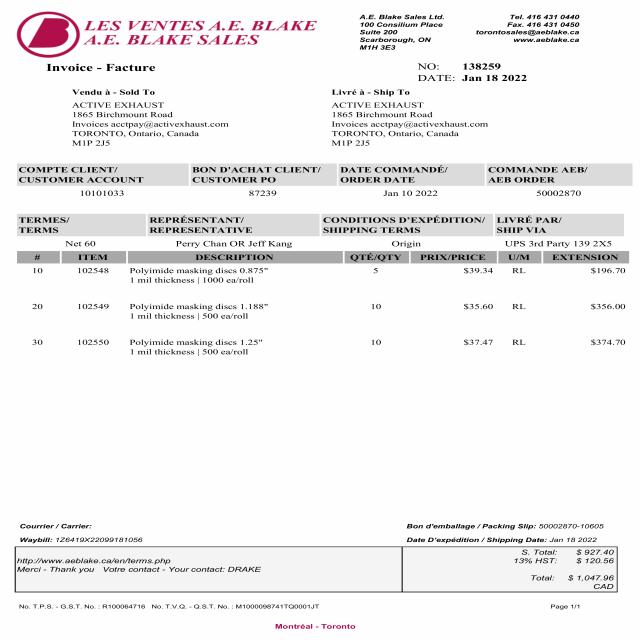 LES VENTES A.E. BLAKE
A.E. BLAKE SALES
A.E. Blake Sales Ltd.
100 Consilium Place
Suite 200
Scarborough, ON
M1H 3E3
Tel. 416 431 0440
Fax. 416 431 0450
torontosales@aeblake.ca
www.aeblake.ca
Invoice - Facture
NO: 138259
DATE: Jan 18 2022
Vendu à - Sold To
ACTIVE EXHAUST
1865 Birchmount Road
Invoices acctpay@activexhaust.com
TORONTO, Ontario, Canada
M1P 2J5
Livré à - Ship To
ACTIVE EXHAUST
1865 Birchmount Road
Invoices acctpay@activexhaust.com
TORONTO, Ontario, Canada
M1P 2J5
COMPTE CLIENT/ BON D'ACHAT CLIENT/ DATE COMMANDÉ/ COMMANDE AEB/
CUSTOMER ACCOUNT CUSTOMER PO ORDER DATE AEB ORDER
10101033 87239 Jan 10 2022 50002870
TERMES/ REPRÉSENTANT/ CONDITIONS D'EXPÉDITION/ LIVRÉ PAR/
TERMS REPRESENTATIVE SHIPPING TERMS SHIP VIA
Net 60 Perry Chan OR Jeff Kang Origin UPS 3rd Party 139 2X5
# ITEM DESCRIPTION QTÉ/QTY PRIX/PRICE U/M EXTENSION
10 102548 Polyimide masking discs 0.875" 5 $39.34 RL $196.70
1 mil thickness | 1000 ea/roll
20 102549 Polyimide masking discs 1.188" 10 $35.60 RL $356.00
1 mil thickness | 500 ea/roll
30 102550 Polyimide masking discs 1.25" 10 $37.47 RL $374.70
1 mil thickness | 500 ea/roll
Courrier / Carrier: Bon d'emballage / Packing Slip: 50002870-10605
Waybill: 1Z6419X22099181056 Date D'expédition / Shipping Date: Jan 18 2022
http://www.aeblake.ca/en/terms.php
Merci - Thank you Votre contact - Your contact: DRAKE
S. Total: $ 927.40
13% HST: $ 120.56
Total: $ 1,047.96
CAD
No. T.P.S. - G.S.T. No. : R100064716 No. T.V.Q. - Q.S.T. No. : M1000098741TQ0001JT Page 1/1
Montréal - Toronto